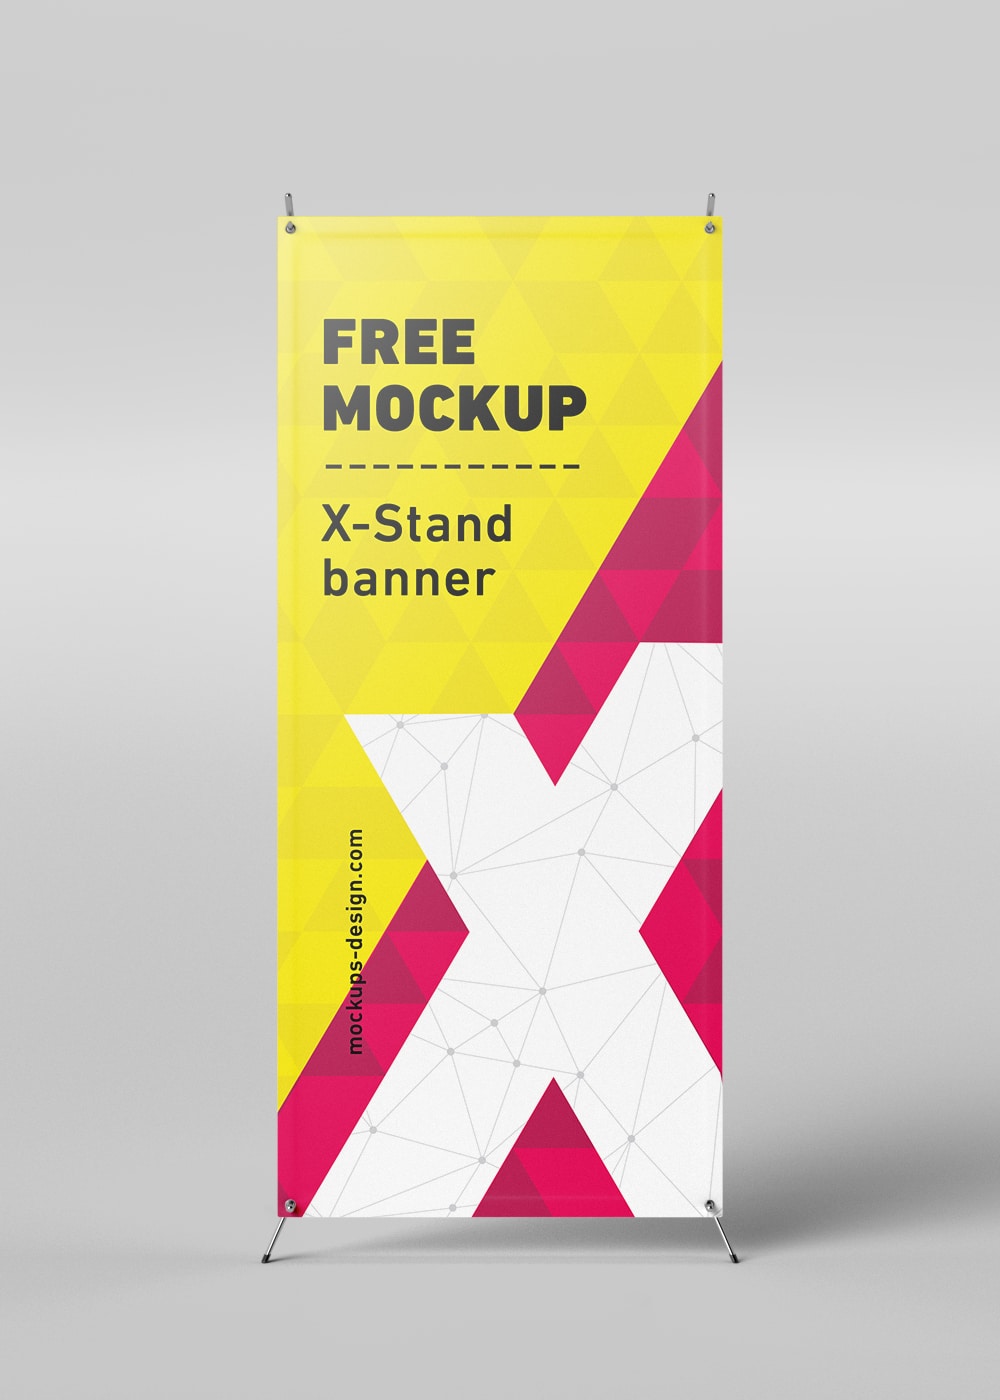 FREE
MOCKUP
-----------
X-Stand
banner
mockups-design.com